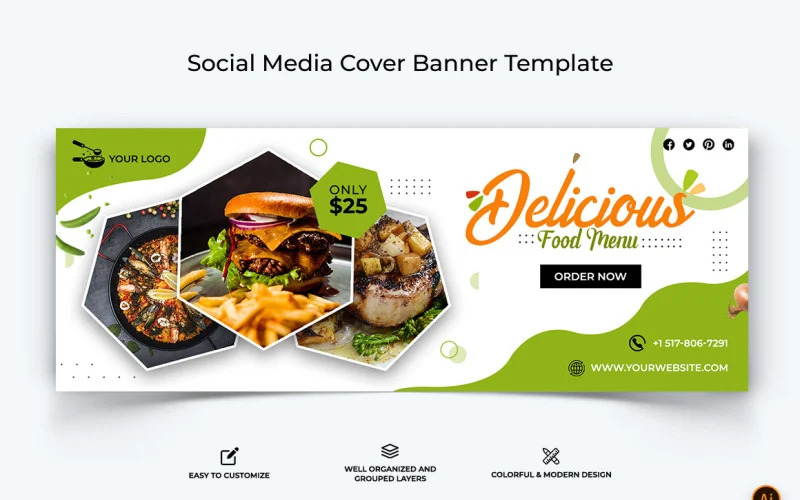 Social Media Cover Banner Template
YOUR LOGO
ONLY
$25
Delicious
Food Menu
ORDER NOW
+1 517-806-7291
WWW.YOURWEBSITE.COM
EASY TO CUSTOMIZE
WELL ORGANIZED AND
GROUPED LAYERS
COLORFUL & MODERN DESIGN
Ai